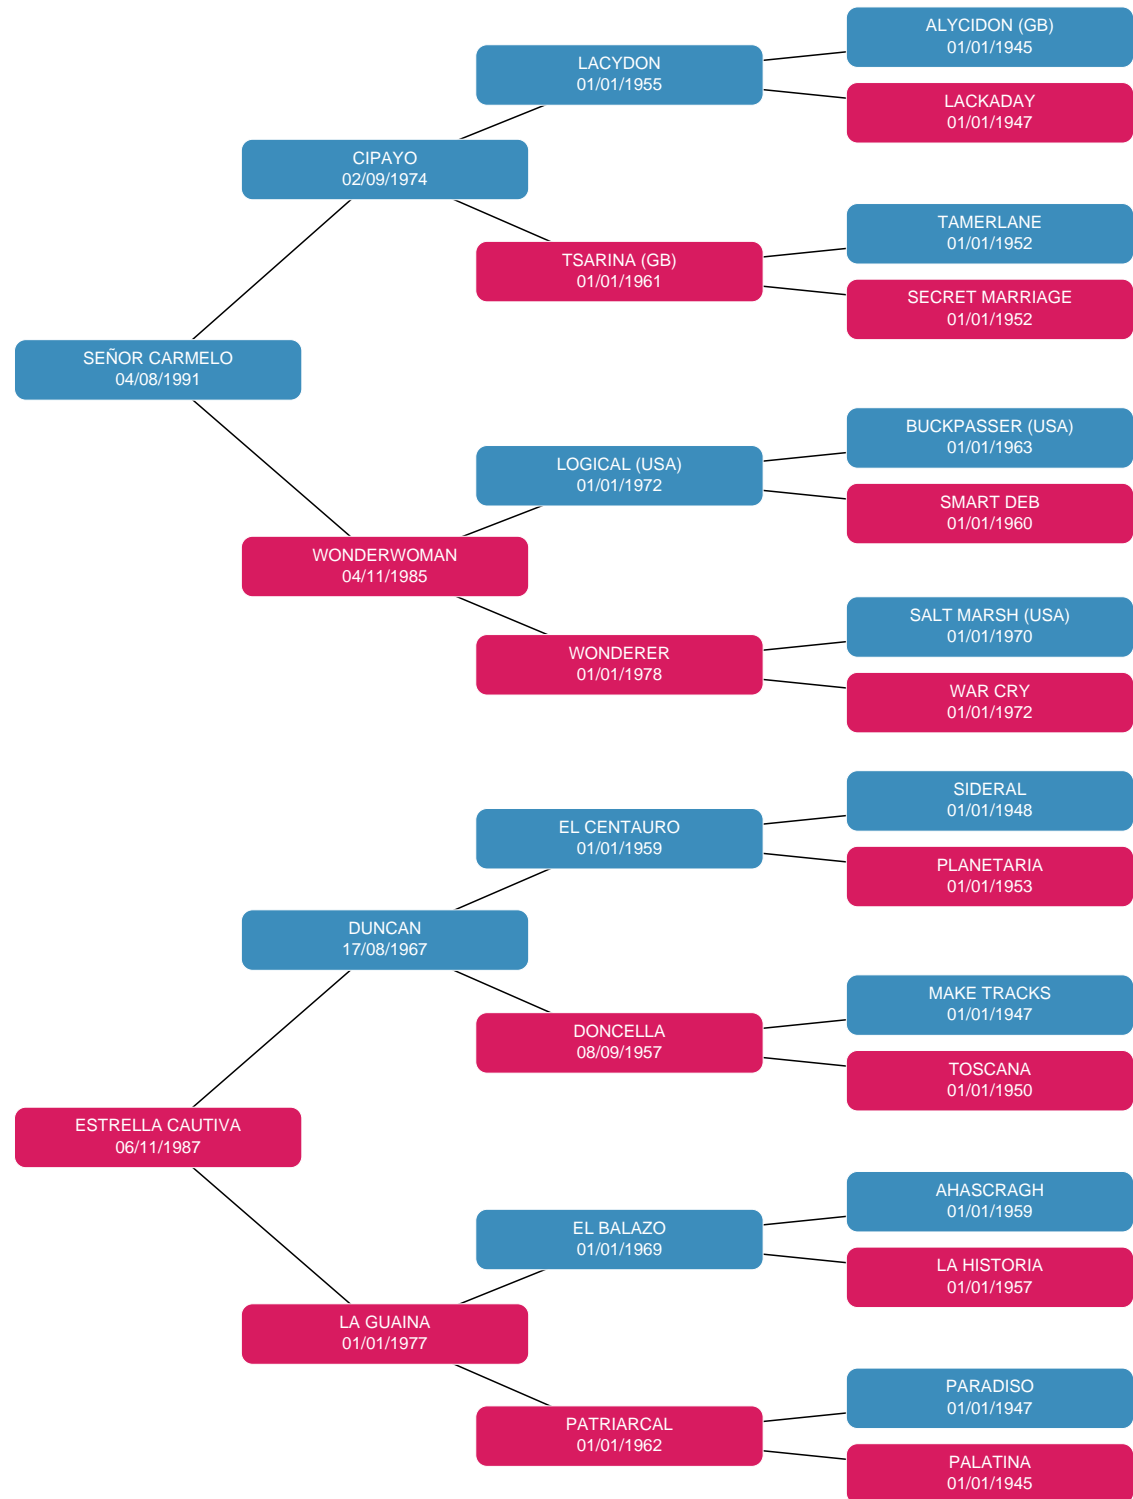 ALYCIDON (GB)
01/01/1945
LACYDON
01/01/1955
LACKADAY
01/01/1947
CIPAYO
02/09/1974
TAMERLANE
01/01/1952
TSARINA (GB)
01/01/1961
SECRET MARRIAGE
01/01/1952
SEÑOR CARMELO
04/08/1991
BUCKPASSER (USA)
01/01/1963
LOGICAL (USA)
01/01/1972
SMART DEB
01/01/1960
WONDERWOMAN
04/11/1985
SALT MARSH (USA)
01/01/1970
WONDERER
01/01/1978
WAR CRY
01/01/1972
SIDERAL
01/01/1948
EL CENTAURO
01/01/1959
PLANETARIA
01/01/1953
DUNCAN
17/08/1967
MAKE TRACKS
01/01/1947
DONCELLA
08/09/1957
TOSCANA
01/01/1950
ESTRELLA CAUTIVA
06/11/1987
AHASCRAGH
01/01/1959
EL BALAZO
01/01/1969
LA HISTORIA
01/01/1957
LA GUAINA
01/01/1977
PARADISO
01/01/1947
PATRIARCAL
01/01/1962
PALATINA
01/01/1945